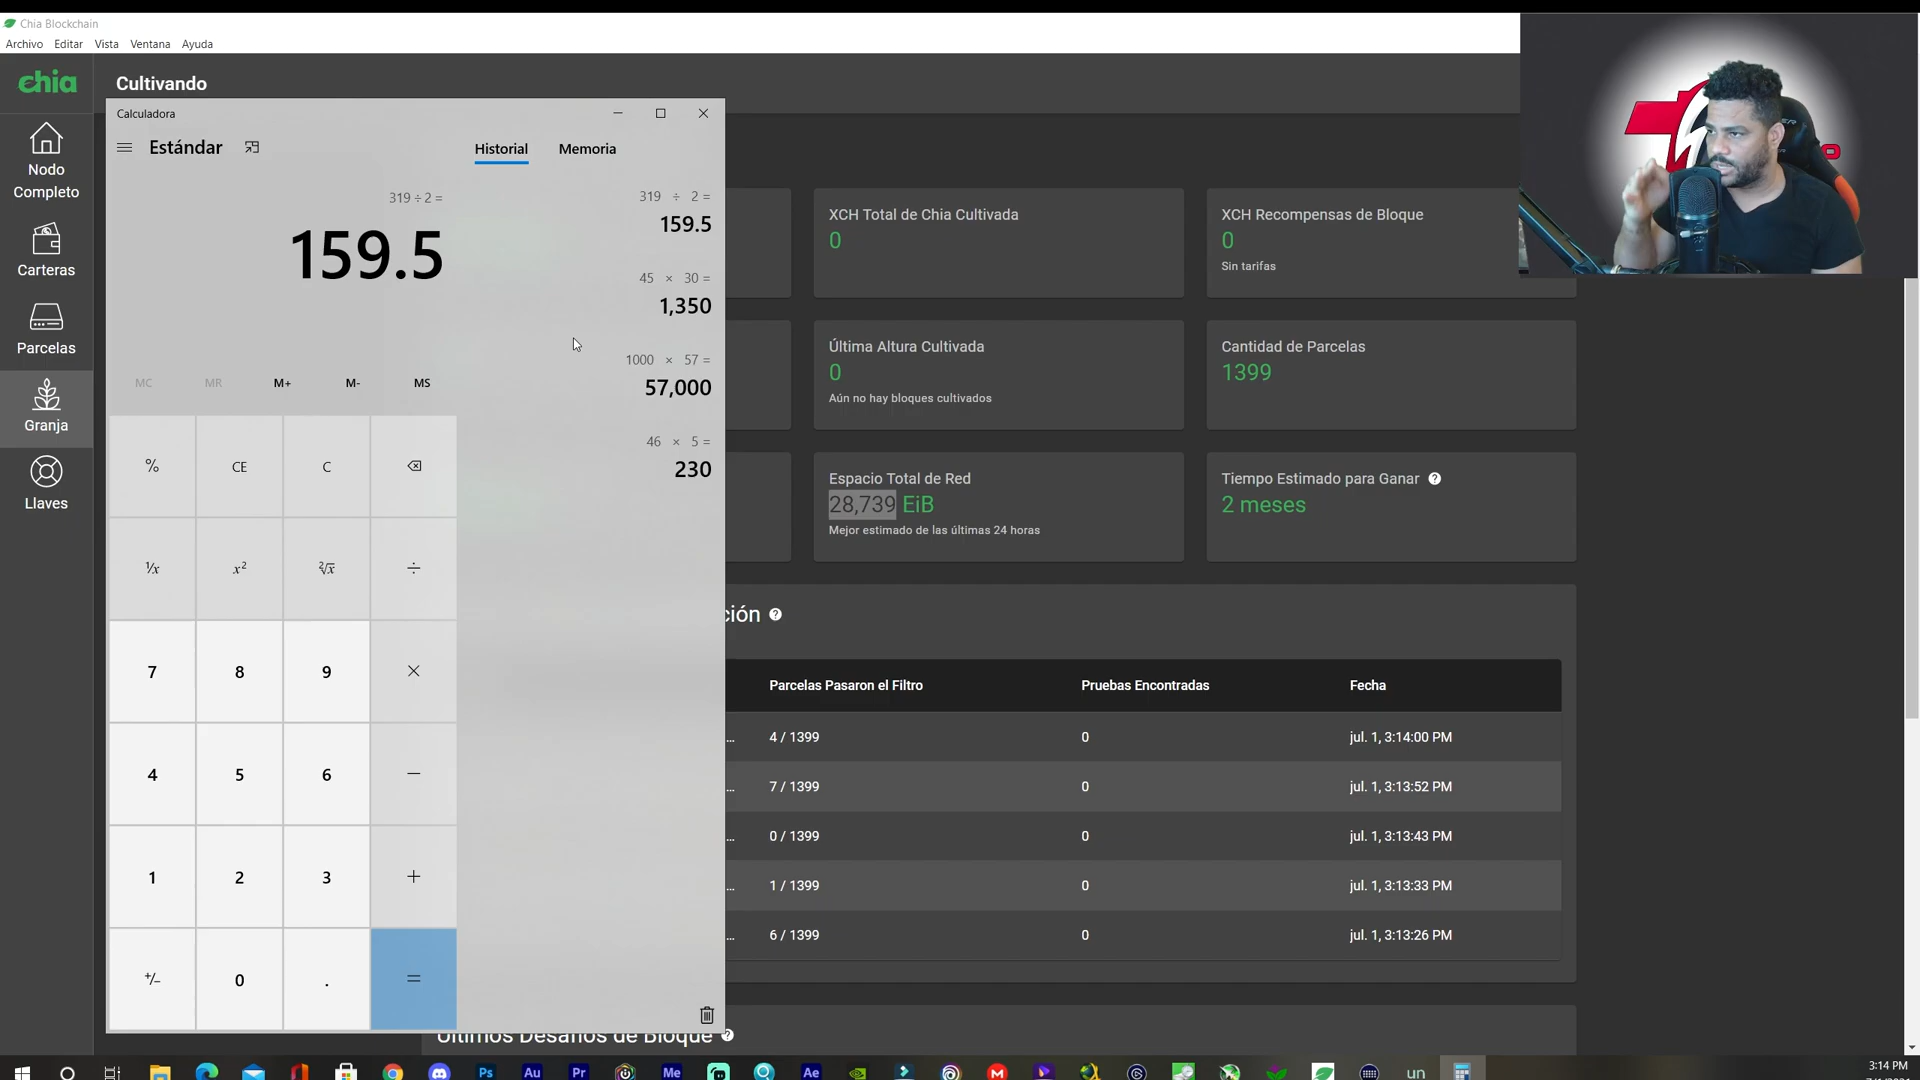 Chia Blockchain
Archivo Editar Vista Ventana Ayuda
chia
Cultivando
Nodo
Completo
Carteras
Parcelas
Granja
Llaves
Calculadora
Estándar
Historial Memoria
319 ÷ 2 =
159.5
319 ÷ 2 =
159.5
45 × 30 =
1,350
1000 × 57 =
57,000
46 × 5 =
230
MC MR M+ M- MS
% CE C
¹/x x² ²√x ÷
7 8 9 ×
4 5 6 −
1 2 3 +
+/− 0 . =
XCH Total de Chia Cultivada
0
XCH Recompensas de Bloque
0
Sin tarifas
Última Altura Cultivada
0
Aún no hay bloques cultivados
Cantidad de Parcelas
1399
Espacio Total de Red
28,739 EiB
Mejor estimado de las últimas 24 horas
Tiempo Estimado para Ganar ?
2 meses
ción ?
Parcelas Pasaron el Filtro Pruebas Encontradas Fecha
... 4 / 1399 0 jul. 1, 3:14:00 PM
... 7 / 1399 0 jul. 1, 3:13:52 PM
... 0 / 1399 0 jul. 1, 3:13:43 PM
... 1 / 1399 0 jul. 1, 3:13:33 PM
... 6 / 1399 0 jul. 1, 3:13:26 PM
Últimos Desafíos de Bloque ?
Ps Au Pr Me Ae un
3:14 PM